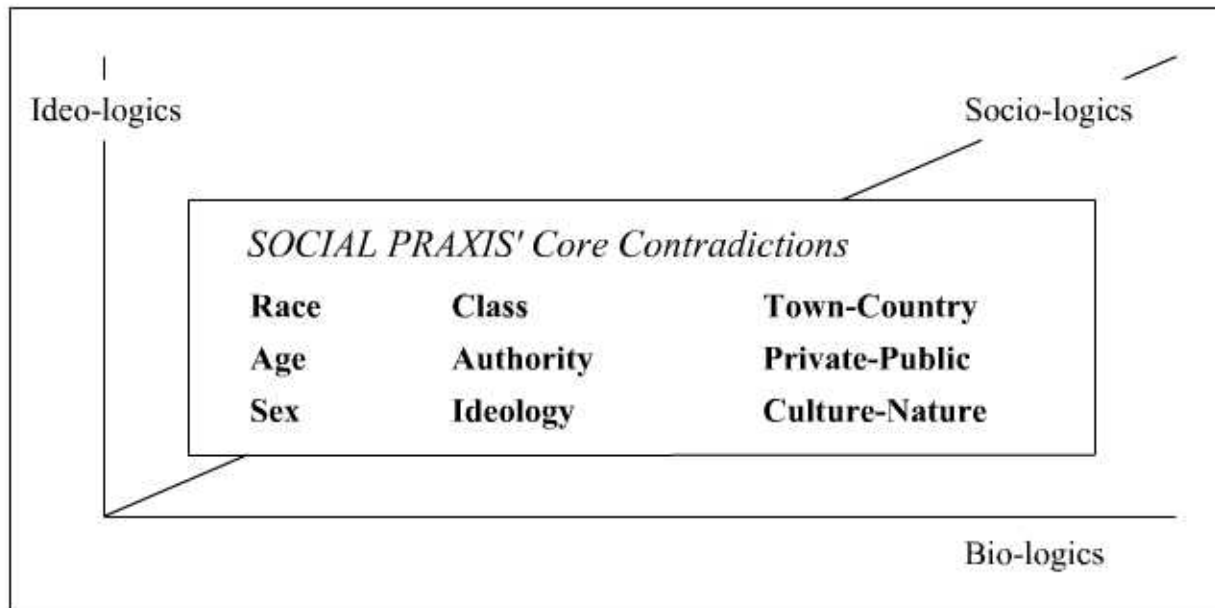 Ideo-logics
Socio-logics
SOCIAL PRAXIS' Core Contradictions
Race Class Town-Country
Age Authority Private-Public
Sex Ideology Culture-Nature
Bio-logics